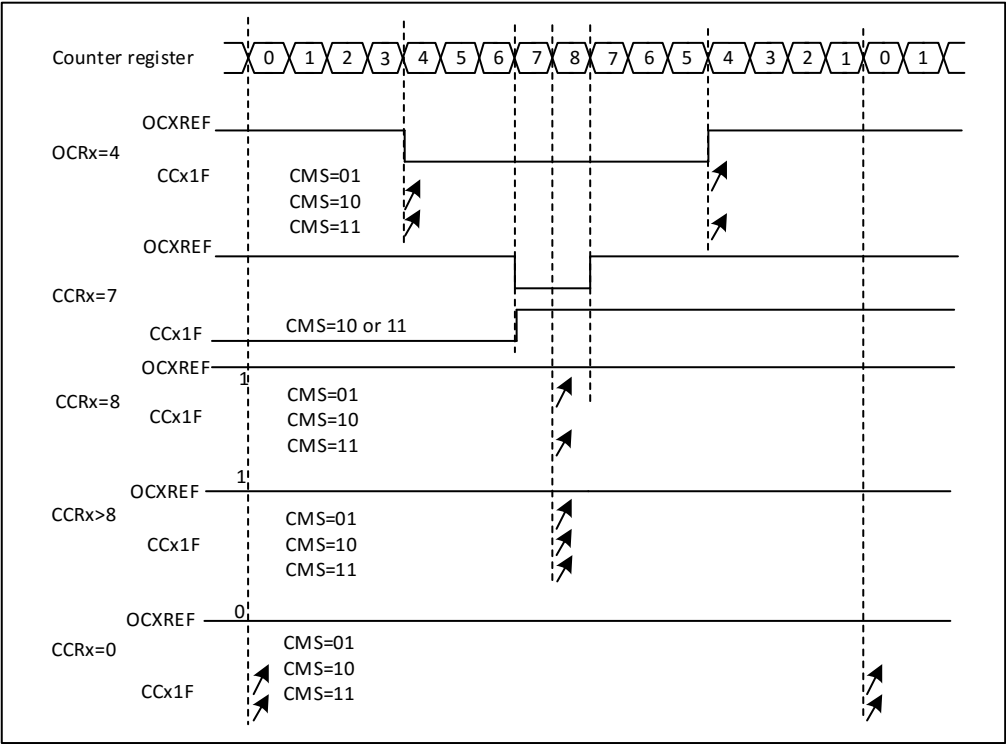 Counter register 0 1 2 3 4 5 6 7 8 7 6 5 4 3 2 1 0 1
OCXREF
OCRx=4
CCx1F
CMS=01
CMS=10
CMS=11
OCXREF
CCRx=7
CCx1F
CMS=10 or 11
OCXREF
1
CCRx=8
CCx1F
CMS=01
CMS=10
CMS=11
OCXREF
1
CCRx>8
CCx1F
CMS=01
CMS=10
CMS=11
OCXREF
0
CCRx=0
CCx1F
CMS=01
CMS=10
CMS=11